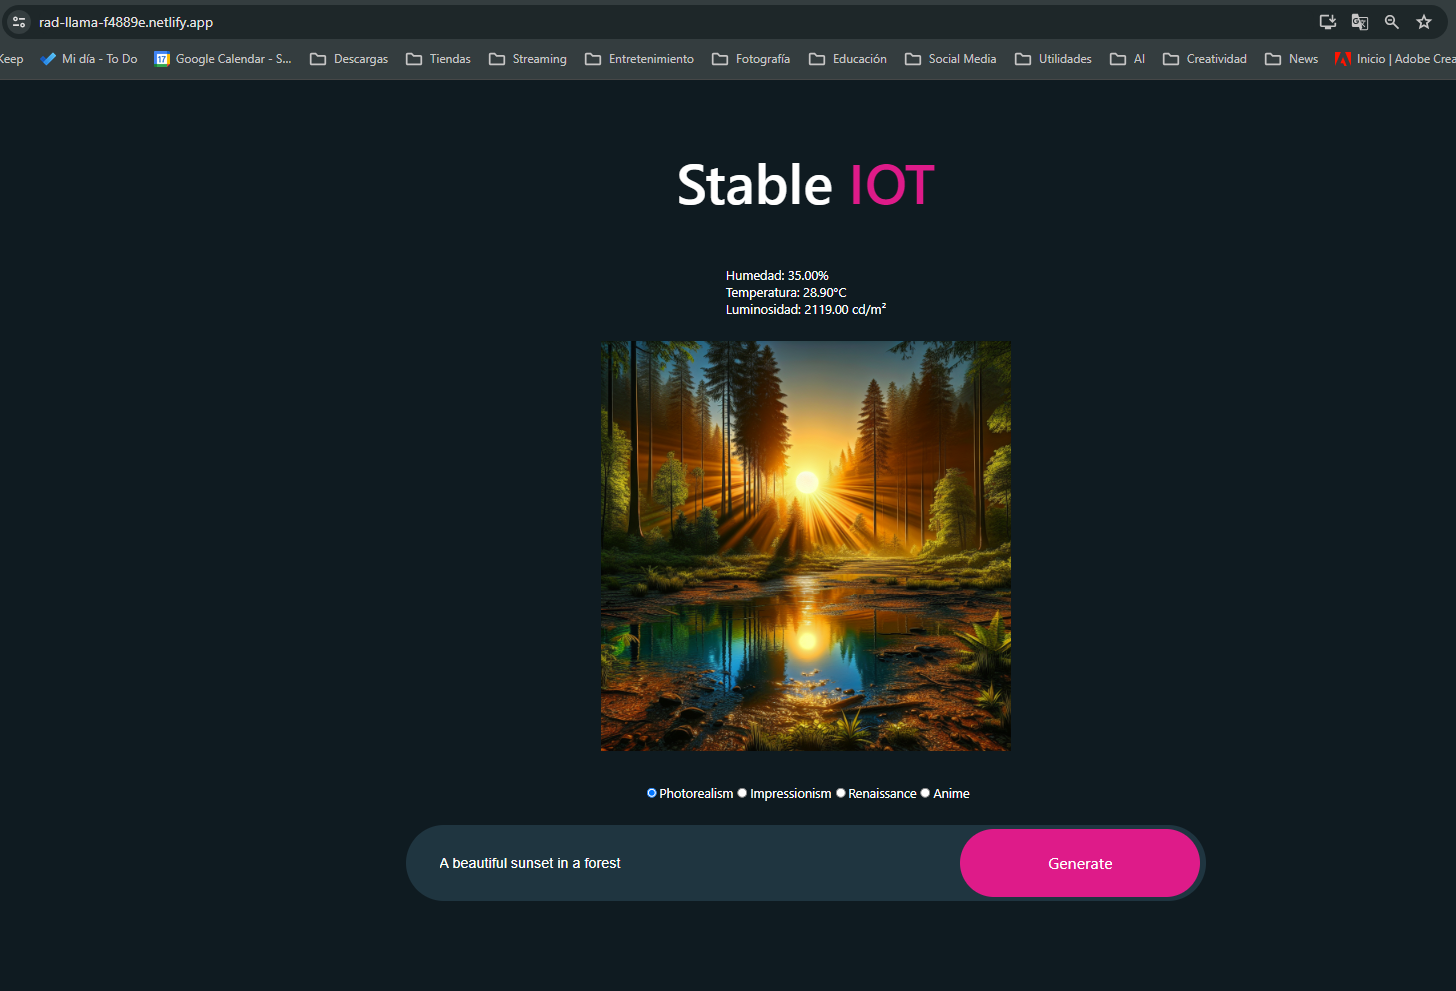 rad-llama-f4889e.netlify.app
Keep Mi día - To Do Google Calendar - S... Descargas Tiendas Streaming Entretenimiento Fotografía Educación Social Media Utilidades AI Creatividad News Inicio | Adobe Crea
Stable IOT
Humedad: 35.00%
Temperatura: 28.90°C
Luminosidad: 2119.00 cd/m²
Photorealism Impressionism Renaissance Anime
A beautiful sunset in a forest Generate